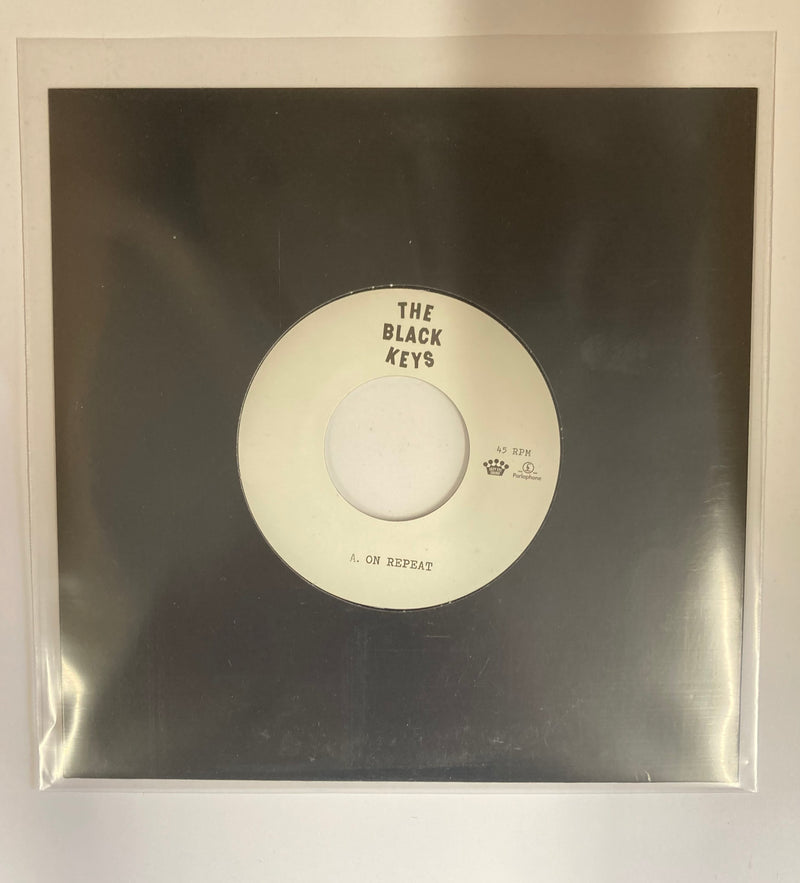 THE
BLACK
KEYS
45 RPM
Parlophone
A. ON REPEAT